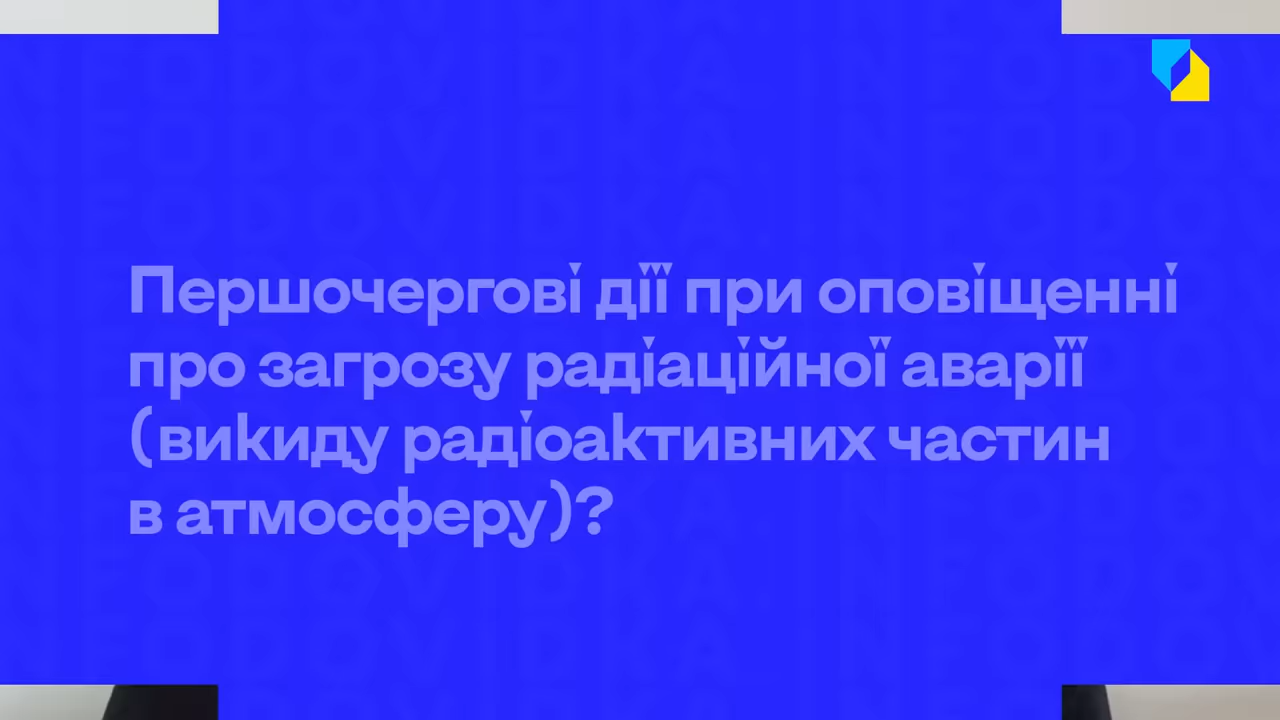 Першочергові дії при оповіщенні
про загрозу радіаційної аварії
(викиду радіоактивних частин
в атмосферу)?